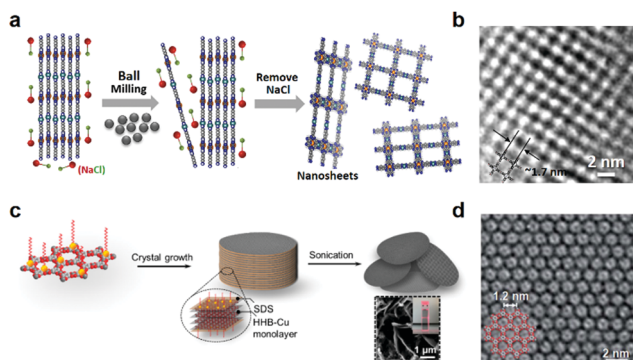 a
Ball
Milling
Remove
NaCl
(NaCl)
Nanosheets
b
~1.7 nm
2 nm
c
Crystal growth
Sonication
SDS
HHB-Cu
monolayer
1 μm
d
1.2 nm
2 nm